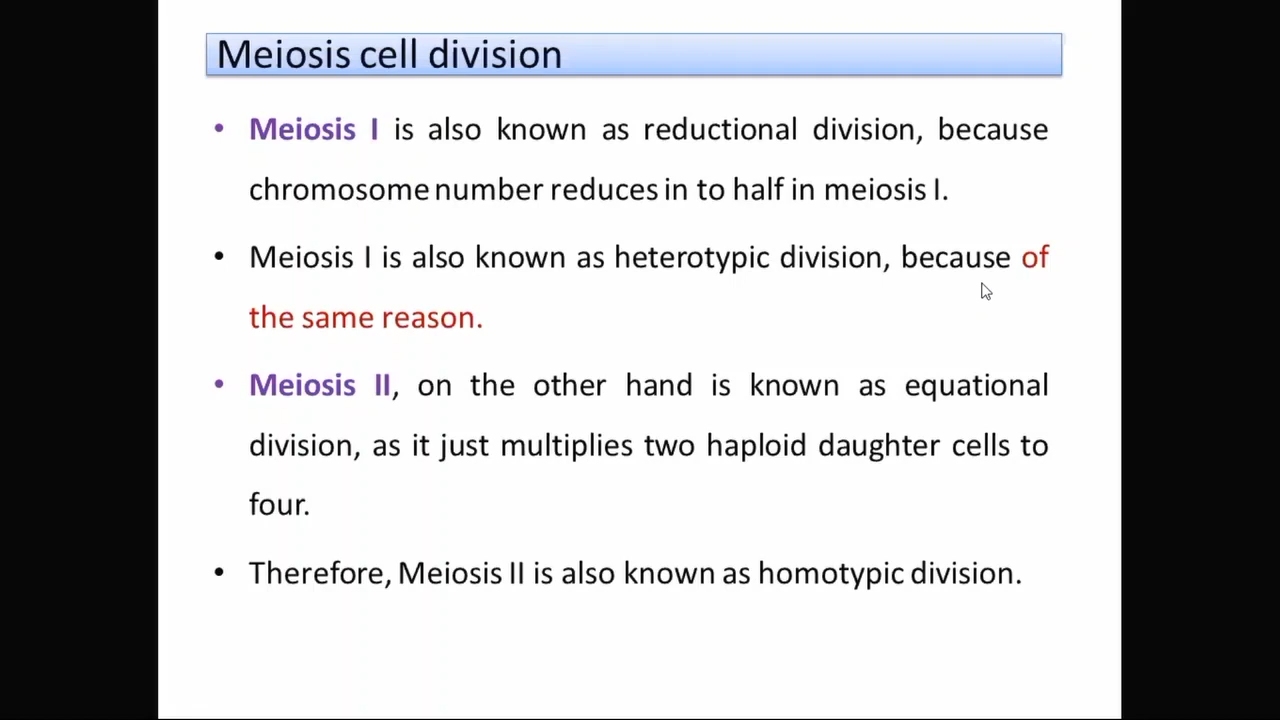 Meiosis cell division
• Meiosis I is also known as reductional division, because
chromosome number reduces in to half in meiosis I.
• Meiosis I is also known as heterotypic division, because of
the same reason.
• Meiosis II, on the other hand is known as equational
division, as it just multiplies two haploid daughter cells to
four.
• Therefore, Meiosis II is also known as homotypic division.